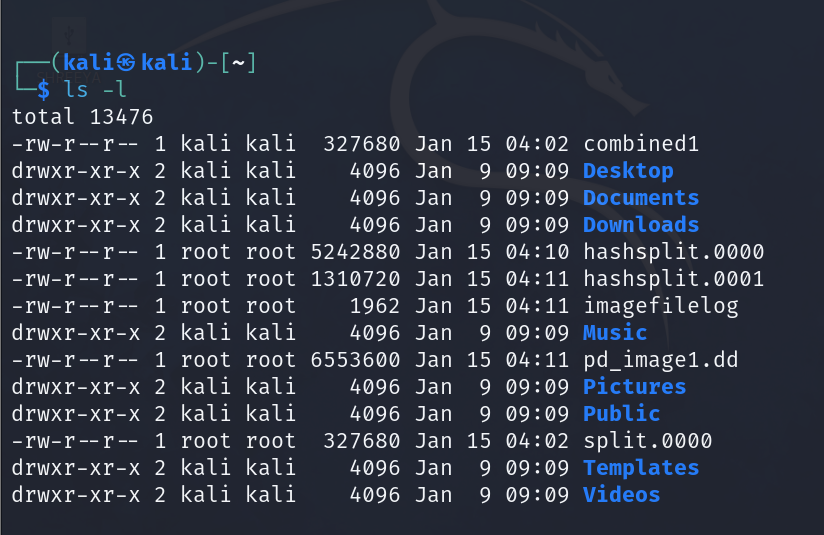 ┌──(kali㉿kali)-[~]
└─$ ls -l
total 13476
-rw-r--r-- 1 kali kali  327680 Jan 15 04:02 combined1
drwxr-xr-x 2 kali kali    4096 Jan  9 09:09 Desktop
drwxr-xr-x 2 kali kali    4096 Jan  9 09:09 Documents
drwxr-xr-x 2 kali kali    4096 Jan  9 09:09 Downloads
-rw-r--r-- 1 root root 5242880 Jan 15 04:10 hashsplit.0000
-rw-r--r-- 1 root root 1310720 Jan 15 04:11 hashsplit.0001
-rw-r--r-- 1 root root    1962 Jan 15 04:11 imagefilelog
drwxr-xr-x 2 kali kali    4096 Jan  9 09:09 Music
-rw-r--r-- 1 root root 6553600 Jan 15 04:11 pd_image1.dd
drwxr-xr-x 2 kali kali    4096 Jan  9 09:09 Pictures
drwxr-xr-x 2 kali kali    4096 Jan  9 09:09 Public
-rw-r--r-- 1 root root  327680 Jan 15 04:02 split.0000
drwxr-xr-x 2 kali kali    4096 Jan  9 09:09 Templates
drwxr-xr-x 2 kali kali    4096 Jan  9 09:09 Videos